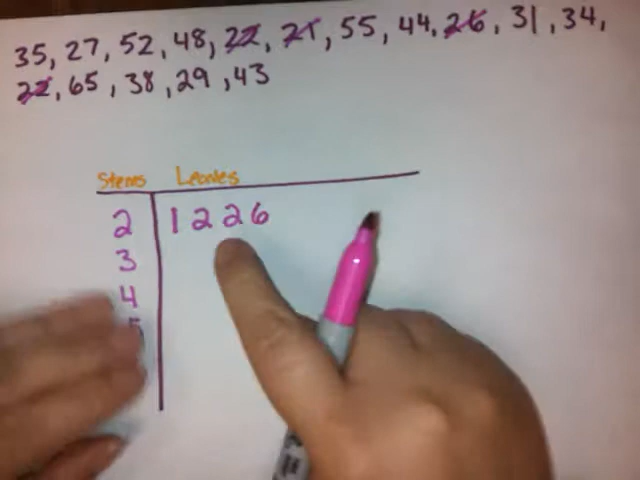 35, 27, 52, 48, 22, 21, 55, 44, 26, 31, 34,
22, 65, 38, 29, 43
Stems Leaves
2 1 2 2 6
3
4
5